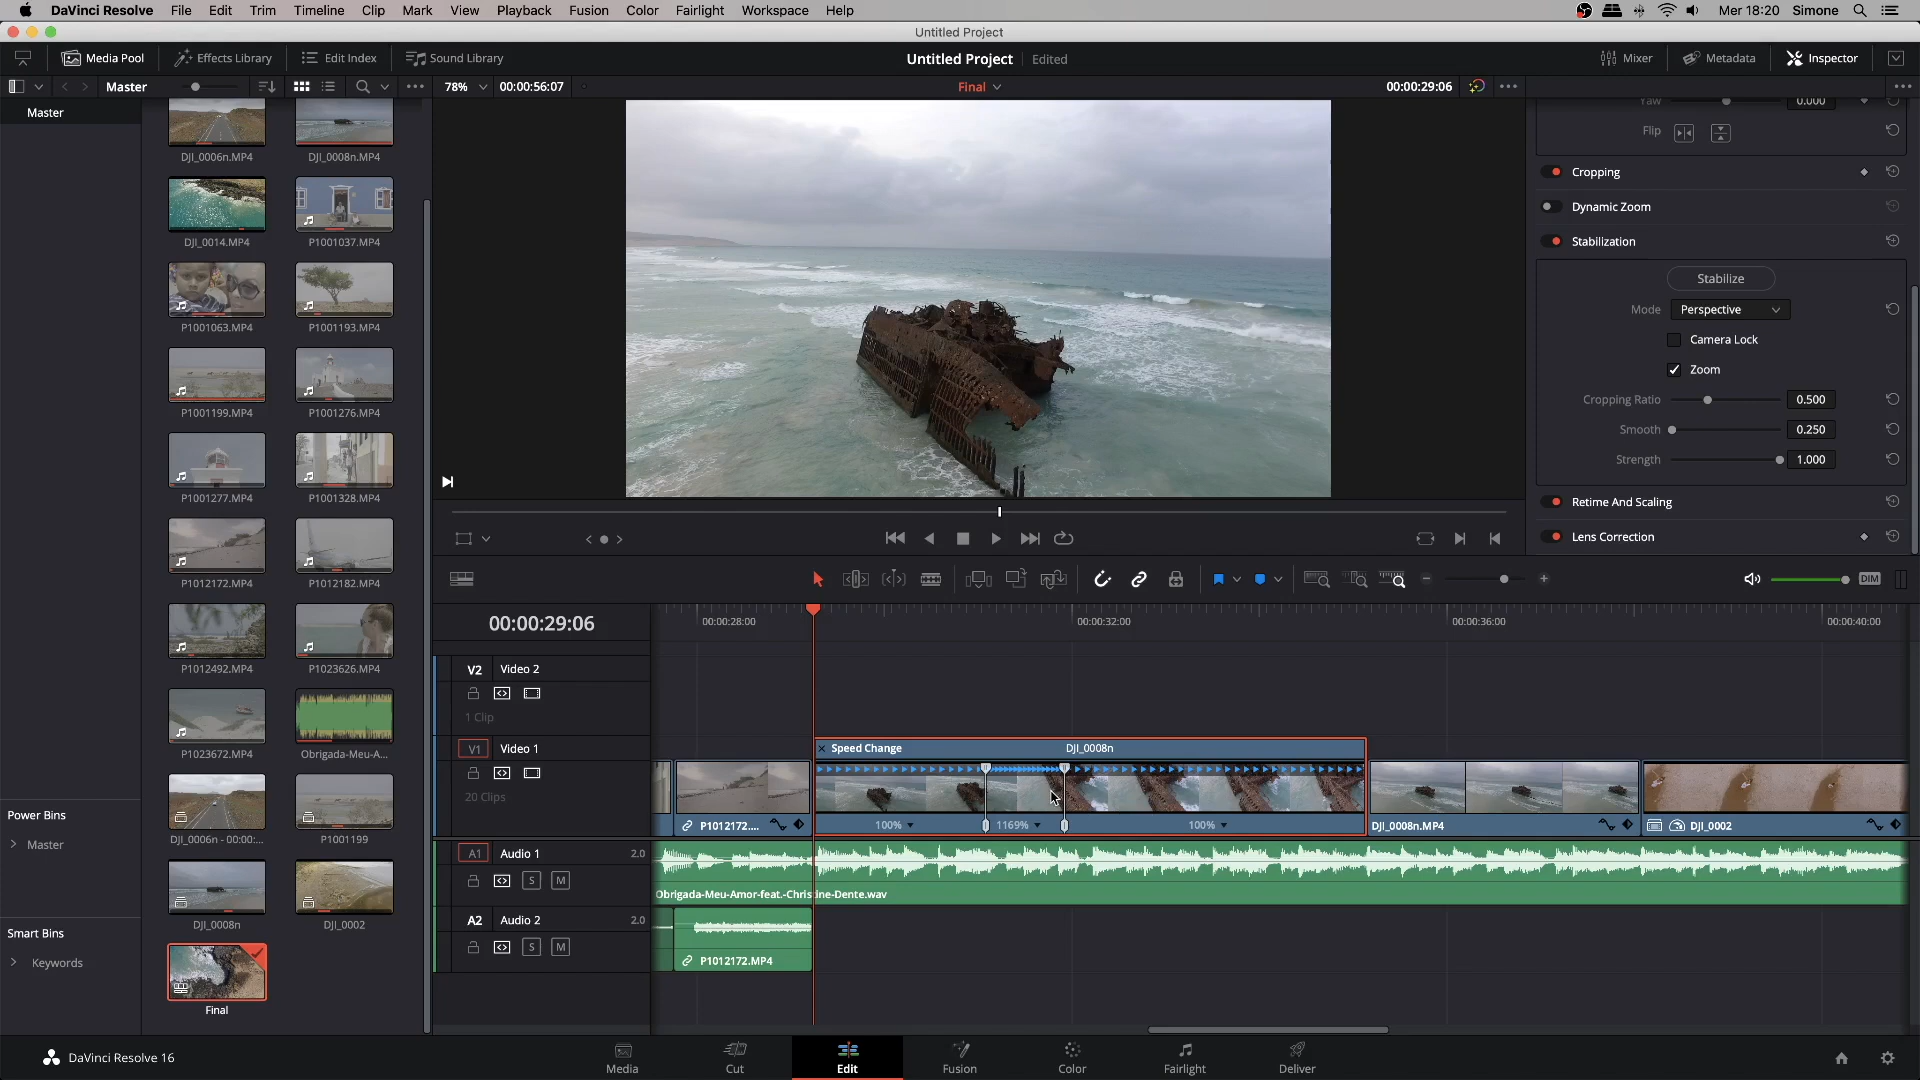 DaVinci Resolve File Edit Trim Timeline Clip Mark View Playback Fusion Color Fairlight Workspace Help Mer 18:20 Simone
Untitled Project
Media Pool Effects Library Edit Index Sound Library Untitled Project Edited Mixer Metadata Inspector
Master 78% 00:00:56:07 Final 00:00:29:06
Master
Yaw 0.000
Flip
DJI_0006n.MP4 DJI_0008n.MP4
Cropping
Dynamic Zoom
DJI_0014.MP4 P1001037.MP4
Stabilization
Stabilize
Mode Perspective
P1001063.MP4 P1001193.MP4
Camera Lock
Zoom
Cropping Ratio 0.500
P1001199.MP4 P1001276.MP4
Smooth 0.250
Strength 1.000
P1001277.MP4 P1001328.MP4
Retime And Scaling
Lens Correction
P1012172.MP4 P1012182.MP4
DIM
00:00:29:06 00:00:28:00 00:00:32:00 00:00:36:00 00:00:40:00
P1012492.MP4 P1023626.MP4
V2 Video 2
1 Clip
P1023672.MP4 Obrigada-Meu-A...
V1 Video 1 Speed Change DJI_0008n
20 Clips
P1012172.... 100% 1169% 100% DJI_0008n.MP4 DJI_0002
Power Bins
Master
DJI_0006n - 00:00:... P1001199
A1 Audio 1 2.0
S M Obrigada-Meu-Amor-feat.-Christine-Dente.wav
DJI_0008n DJI_0002
A2 Audio 2 2.0
S M P1012172.MP4
Smart Bins
Keywords
Final
DaVinci Resolve 16 Media Cut Edit Fusion Color Fairlight Deliver